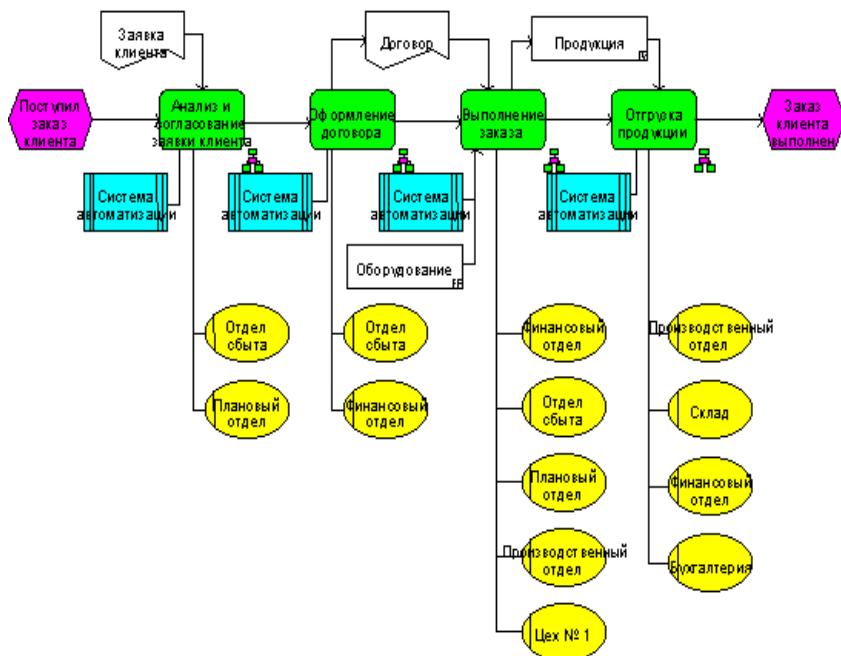 Заявка
клиента
Договор
Продукция
Поступил
заказ
клиента
Анализ и
согласование
заявки клиента
Оформление
договора
Выполнение
заказа
Отгрузка
продукции
Заказ
клиента
выполнен
Система
автоматизации
Система
автоматизации
Система
автоматизации
Система
автоматизации
Оборудование
Отдел
сбыта
Отдел
сбыта
Финансовый
отдел
Производственный
отдел
Плановый
отдел
Финансовый
отдел
Отдел
сбыта
Склад
Плановый
отдел
Финансовый
отдел
Производственный
отдел
Бухгалтерия
Цех № 1